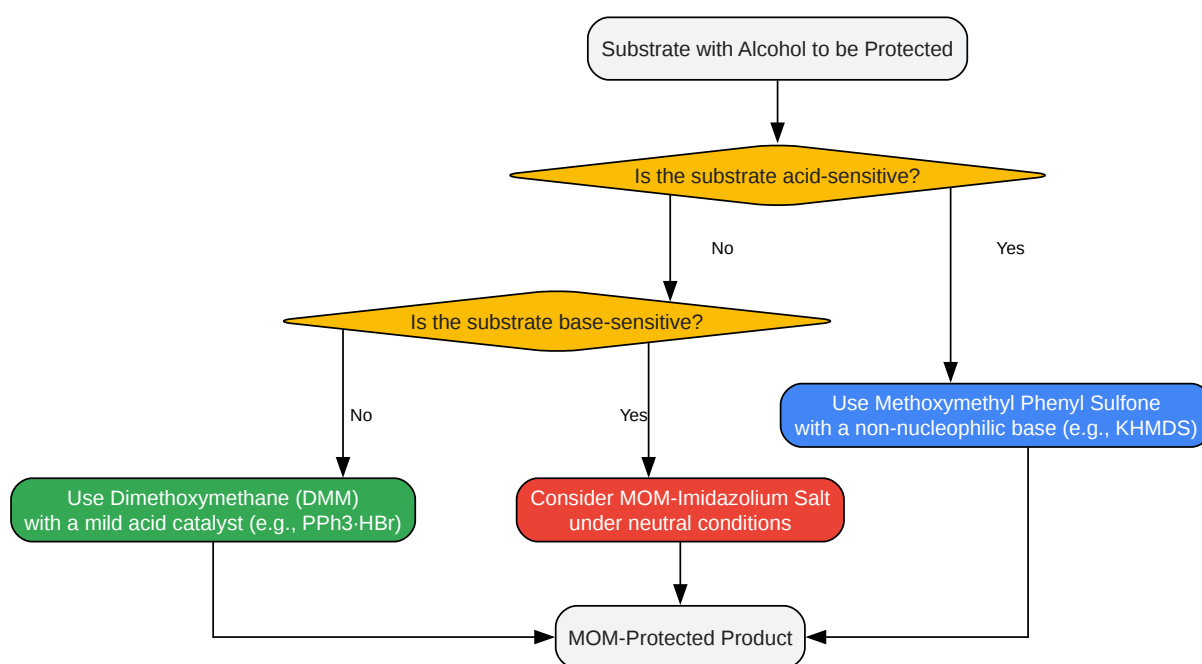 Substrate with Alcohol to be Protected
Is the substrate acid-sensitive?
No
Yes
Is the substrate base-sensitive?
No
Yes
Use Methoxymethyl Phenyl Sulfone
with a non-nucleophilic base (e.g., KHMDS)
Use Dimethoxymethane (DMM)
with a mild acid catalyst (e.g., PPh3·HBr)
Consider MOM-Imidazolium Salt
under neutral conditions
MOM-Protected Product